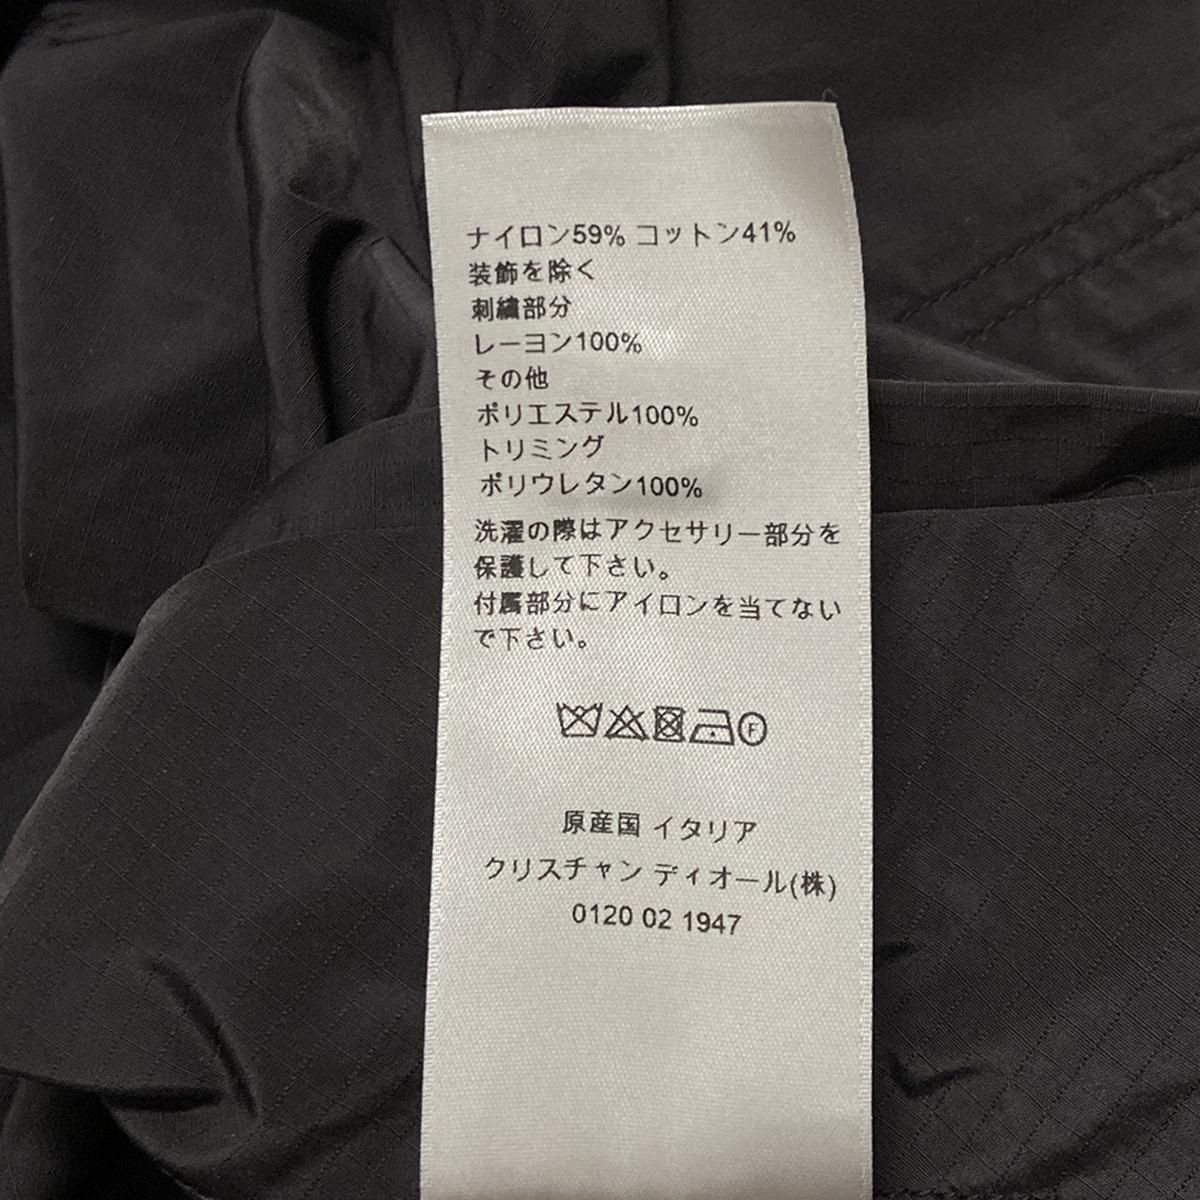 ナイロン59% コットン41%
装飾を除く
刺繍部分
レーヨン100%
その他
ポリエステル100%
トリミング
ポリウレタン100%
洗濯の際はアクセサリー部分を
保護して下さい。
付属部分にアイロンを当てない
で下さい。
F
原産国 イタリア
クリスチャン ディオール(株)
0120 02 1947